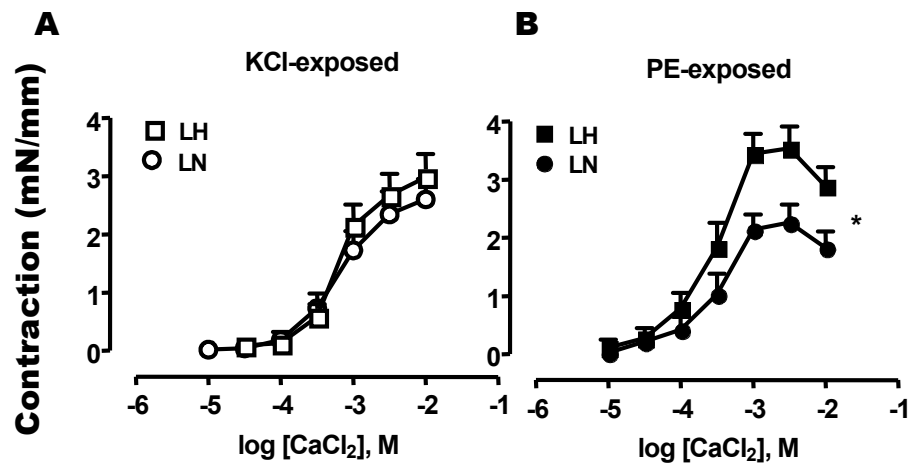 A
B
KCl-exposed
PE-exposed
Contraction (mN/mm)
4
3
2
1
0
LH
LN
-6 -5 -4 -3 -2 -1
log [CaCl₂], M
4
3
2
1
0
LH
LN
*
-6 -5 -4 -3 -2 -1
log [CaCl₂], M